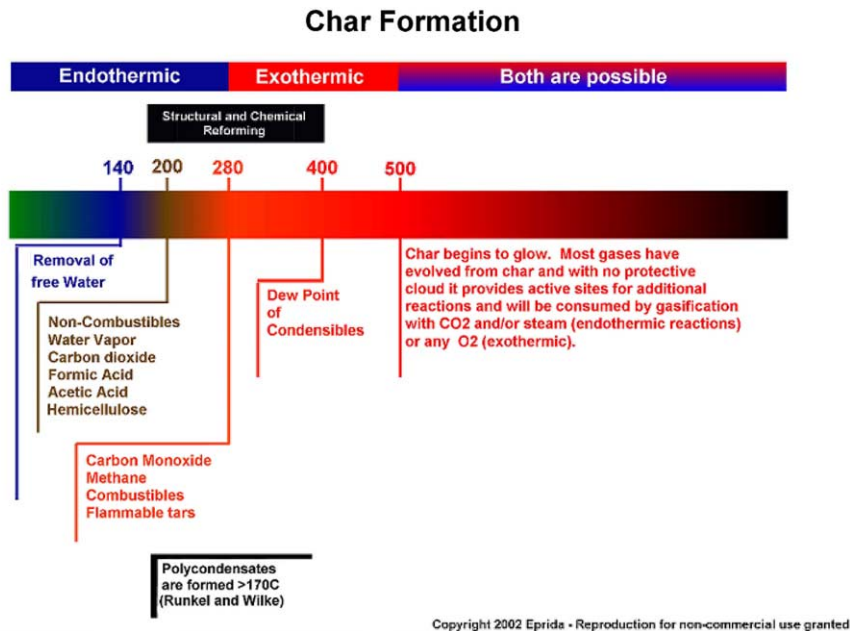 Char Formation
Endothermic
Exothermic
Both are possible
Structural and Chemical
Reforming
140
200
280
400
500
Removal of
free Water
Non-Combustibles
Water Vapor
Carbon dioxide
Formic Acid
Acetic Acid
Hemicellulose
Carbon Monoxide
Methane
Combustibles
Flammable tars
Dew Point
of
Condensibles
Char begins to glow. Most gases have
evolved from char and with no protective
cloud it provides active sites for additional
reactions and will be consumed by gasification
with CO2 and/or steam (endothermic reactions)
or any O2 (exothermic).
Polycondensates
are formed >170C
(Runkel and Wilke)
Copyright 2002 Eprida - Reproduction for non-commercial use granted